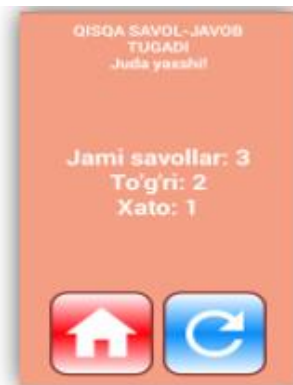 QISQA SAVOL-JAVOB
TUGADI
Juda yaxshi!
Jami savollar: 3
To'g'ri: 2
Xato: 1